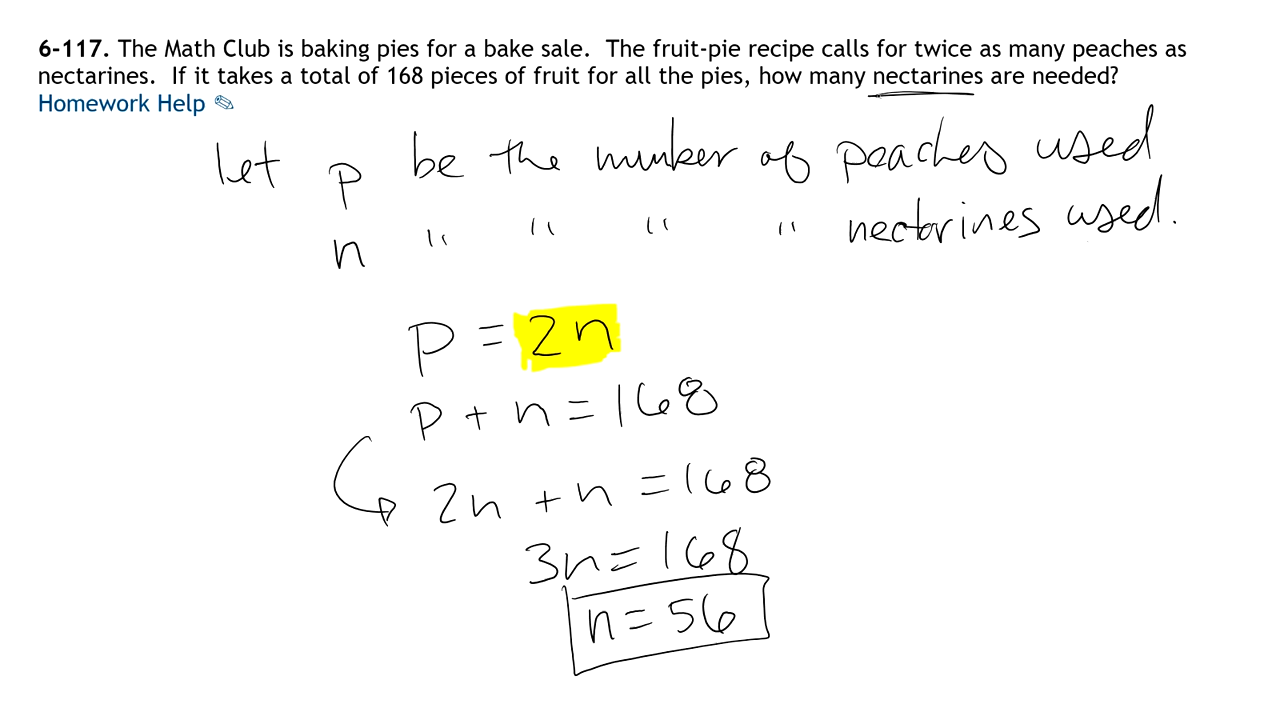 6-117. The Math Club is baking pies for a bake sale. The fruit-pie recipe calls for twice as many peaches as
nectarines. If it takes a total of 168 pieces of fruit for all the pies, how many nectarines are needed?
Homework Help ✎
Let p be the number of peaches used
n " " " " nectarines used.
p = 2n
p + n = 168
2n + n = 168
3n = 168
n = 56